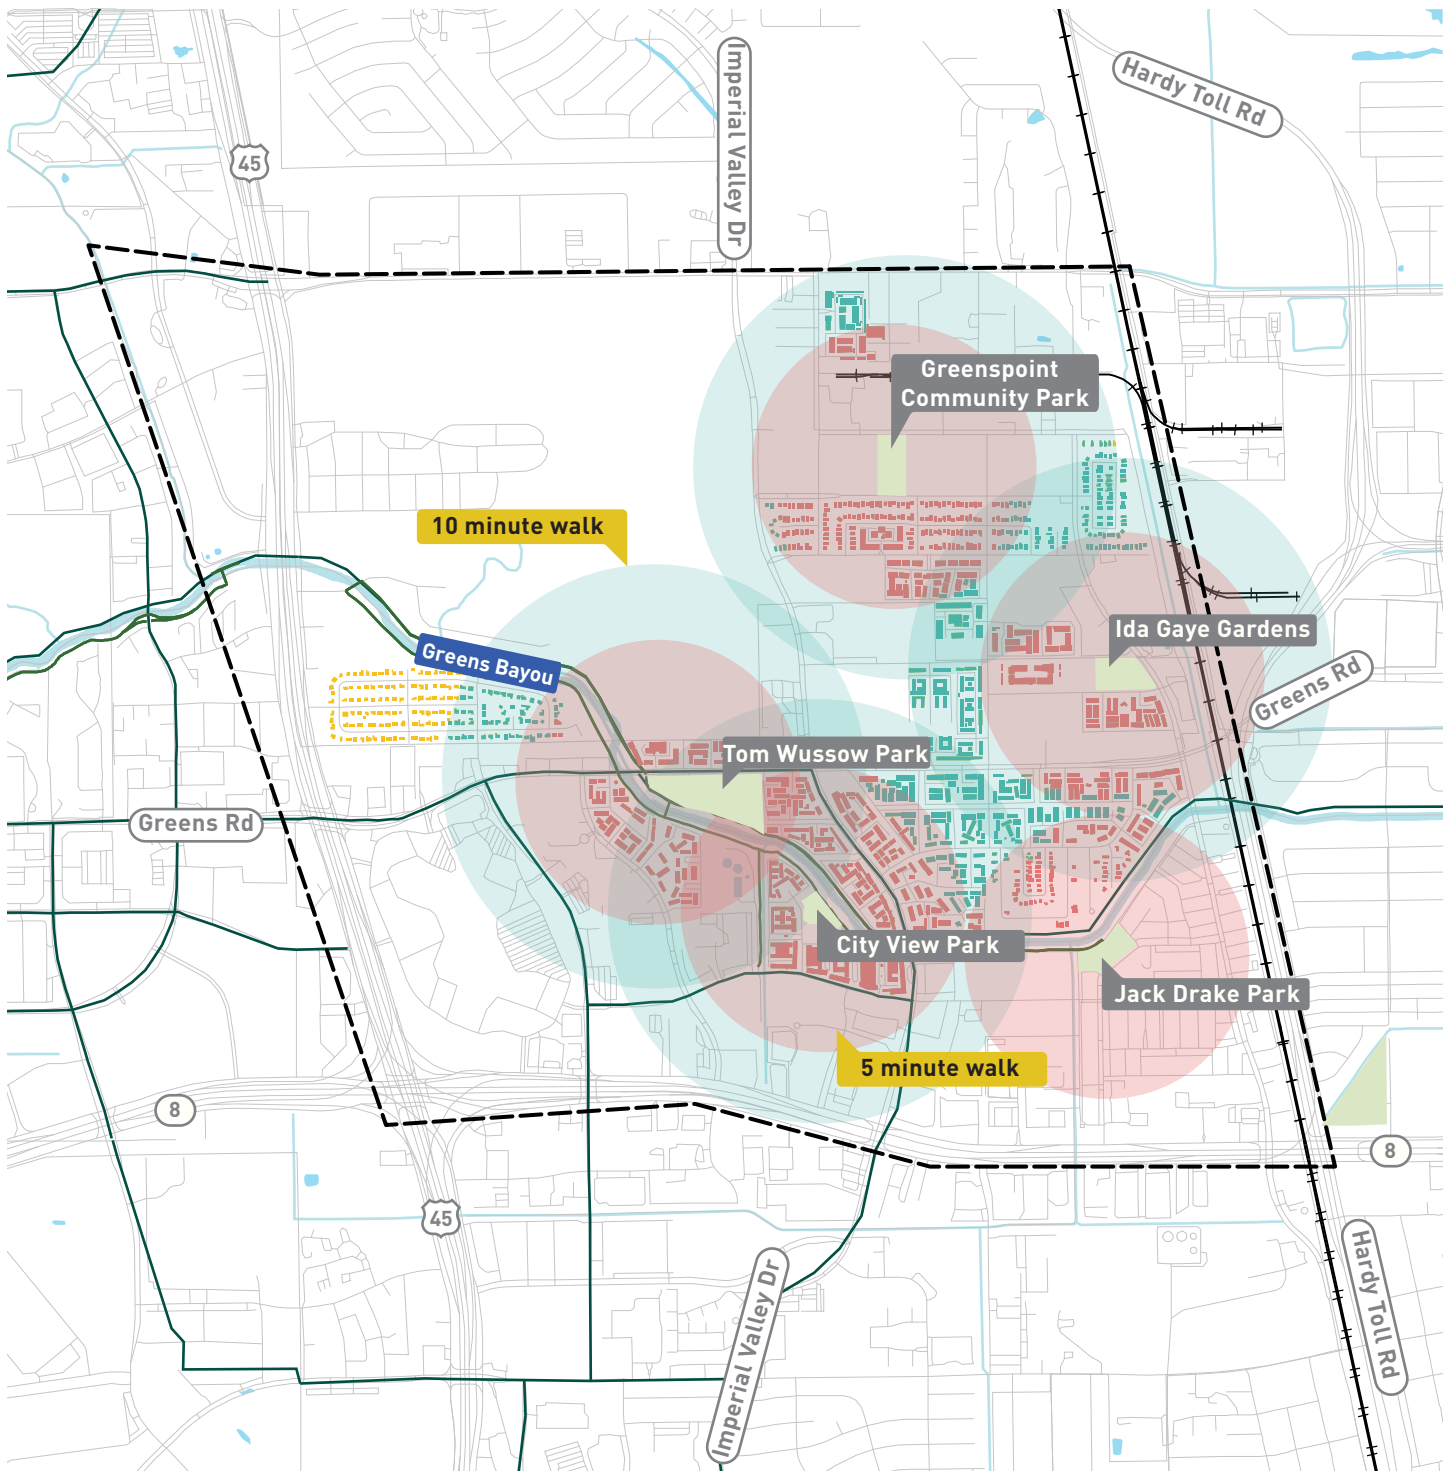 Imperial Valley Dr
Hardy Toll Rd
45
Greenspoint
Community Park
10 minute walk
Ida Gaye Gardens
Greens Bayou
Greens Rd
Tom Wussow Park
Greens Rd
City View Park
Jack Drake Park
5 minute walk
8
8
45
Imperial Valley Dr
Hardy Toll Rd